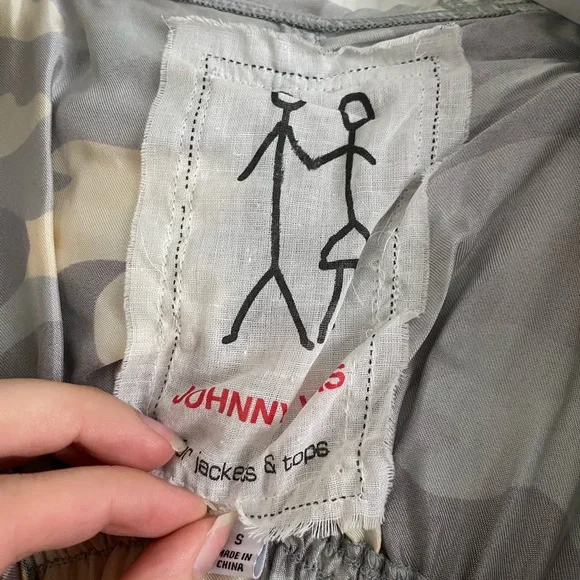 JOHNNY
jackets & tops
S
MADE IN
CHINA